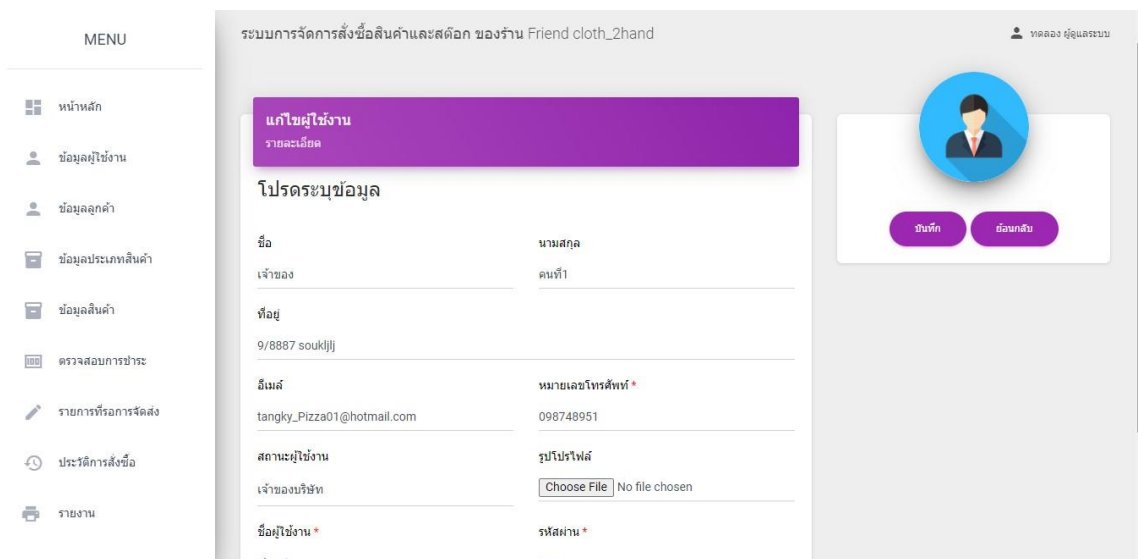 MENU
หน้าหลัก
ข้อมูลผู้ใช้งาน
ข้อมูลลูกค้า
ข้อมูลประเภทสินค้า
ข้อมูลสินค้า
ตรวจสอบการชำระ
รายการที่รอการจัดส่ง
ประวัติการสั่งซื้อ
รายงาน
ระบบการจัดการสั่งซื้อสินค้าและสต๊อก ของร้าน Friend cloth_2hand
ทดลอง ผู้ดูแลระบบ
แก้ไขผู้ใช้งาน
รายละเอียด
โปรดระบุข้อมูล
ชื่อ นามสกุล
เจ้าของ คนที่1
ที่อยู่
9/8887 soukljlj
อีเมล์ หมายเลขโทรศัพท์ *
tangky_Pizza01@hotmail.com 098748951
สถานะผู้ใช้งาน รูปโปรไฟล์
เจ้าของบริษัท Choose File No file chosen
ชื่อผู้ใช้งาน * รหัสผ่าน *
บันทึก ย้อนกลับ